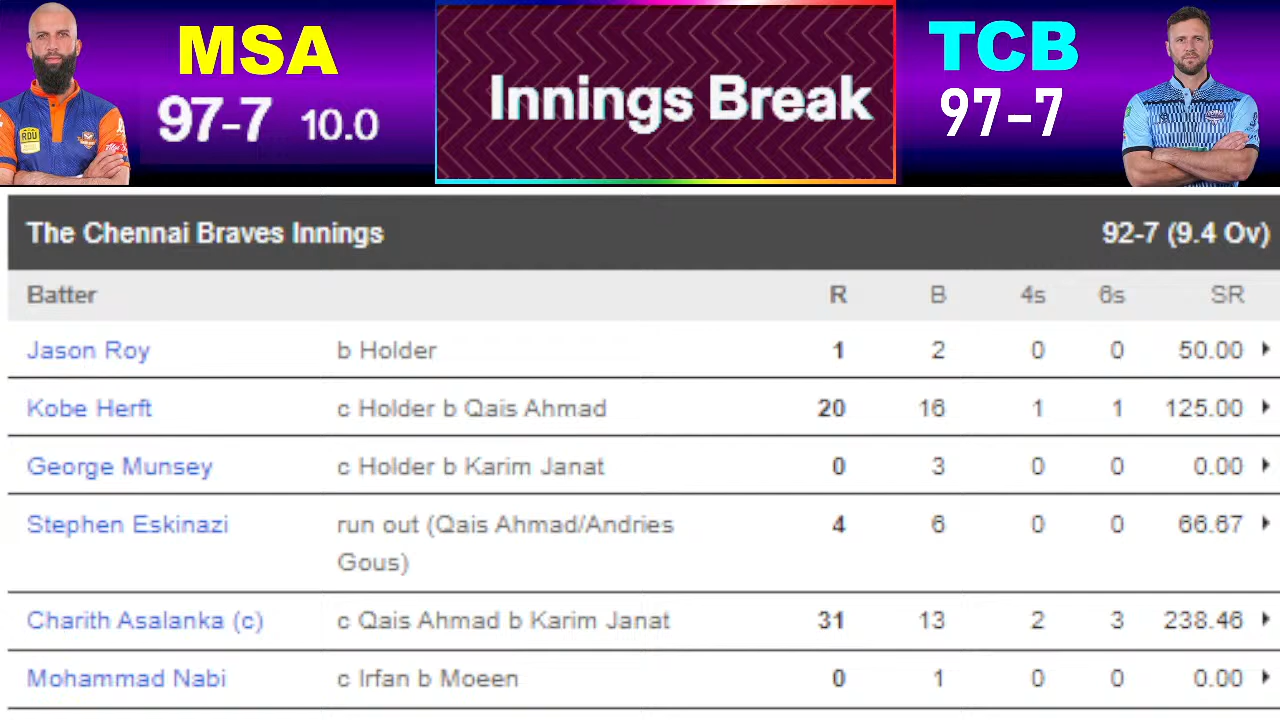 MSA
97-7 10.0
Innings Break
TCB
97-7
The Chennai Braves Innings 92-7 (9.4 Ov)
Batter R B 4s 6s SR
Jason Roy b Holder 1 2 0 0 50.00
Kobe Herft c Holder b Qais Ahmad 20 16 1 1 125.00
George Munsey c Holder b Karim Janat 0 3 0 0 0.00
Stephen Eskinazi run out (Qais Ahmad/Andries 4 6 0 0 66.67
Gous)
Charith Asalanka (c) c Qais Ahmad b Karim Janat 31 13 2 3 238.46
Mohammad Nabi c Irfan b Moeen 0 1 0 0 0.00